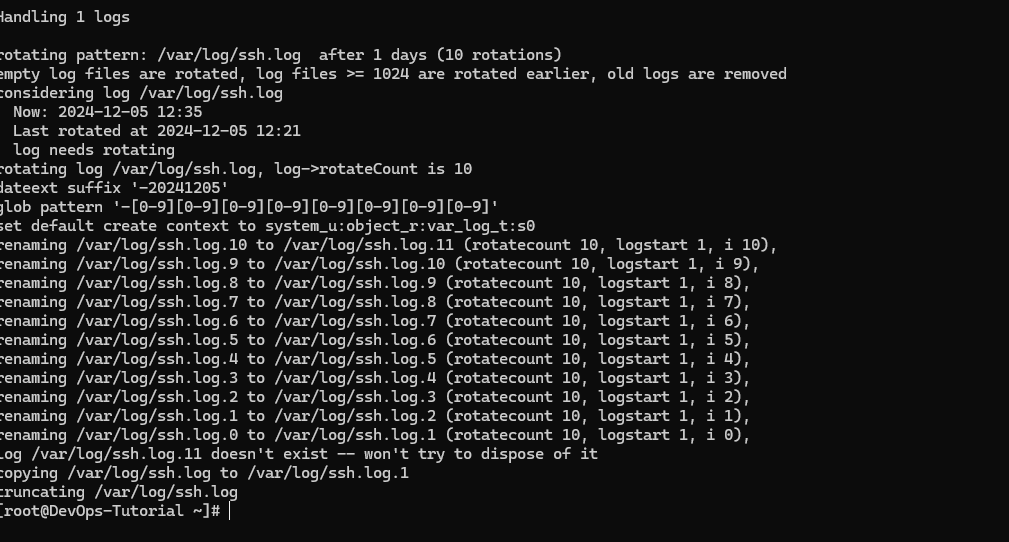 Handling 1 logs
rotating pattern: /var/log/ssh.log  after 1 days (10 rotations)
empty log files are rotated, log files >= 1024 are rotated earlier, old logs are removed
considering log /var/log/ssh.log
  Now: 2024-12-05 12:35
  Last rotated at 2024-12-05 12:21
  log needs rotating
rotating log /var/log/ssh.log, log->rotateCount is 10
dateext suffix '-20241205'
glob pattern '-[0-9][0-9][0-9][0-9][0-9][0-9][0-9][0-9]'
set default create context to system_u:object_r:var_log_t:s0
renaming /var/log/ssh.log.10 to /var/log/ssh.log.11 (rotatecount 10, logstart 1, i 10),
renaming /var/log/ssh.log.9 to /var/log/ssh.log.10 (rotatecount 10, logstart 1, i 9),
renaming /var/log/ssh.log.8 to /var/log/ssh.log.9 (rotatecount 10, logstart 1, i 8),
renaming /var/log/ssh.log.7 to /var/log/ssh.log.8 (rotatecount 10, logstart 1, i 7),
renaming /var/log/ssh.log.6 to /var/log/ssh.log.7 (rotatecount 10, logstart 1, i 6),
renaming /var/log/ssh.log.5 to /var/log/ssh.log.6 (rotatecount 10, logstart 1, i 5),
renaming /var/log/ssh.log.4 to /var/log/ssh.log.5 (rotatecount 10, logstart 1, i 4),
renaming /var/log/ssh.log.3 to /var/log/ssh.log.4 (rotatecount 10, logstart 1, i 3),
renaming /var/log/ssh.log.2 to /var/log/ssh.log.3 (rotatecount 10, logstart 1, i 2),
renaming /var/log/ssh.log.1 to /var/log/ssh.log.2 (rotatecount 10, logstart 1, i 1),
renaming /var/log/ssh.log.0 to /var/log/ssh.log.1 (rotatecount 10, logstart 1, i 0),
log /var/log/ssh.log.11 doesn't exist -- won't try to dispose of it
copying /var/log/ssh.log to /var/log/ssh.log.1
truncating /var/log/ssh.log
[root@DevOps-Tutorial ~]#